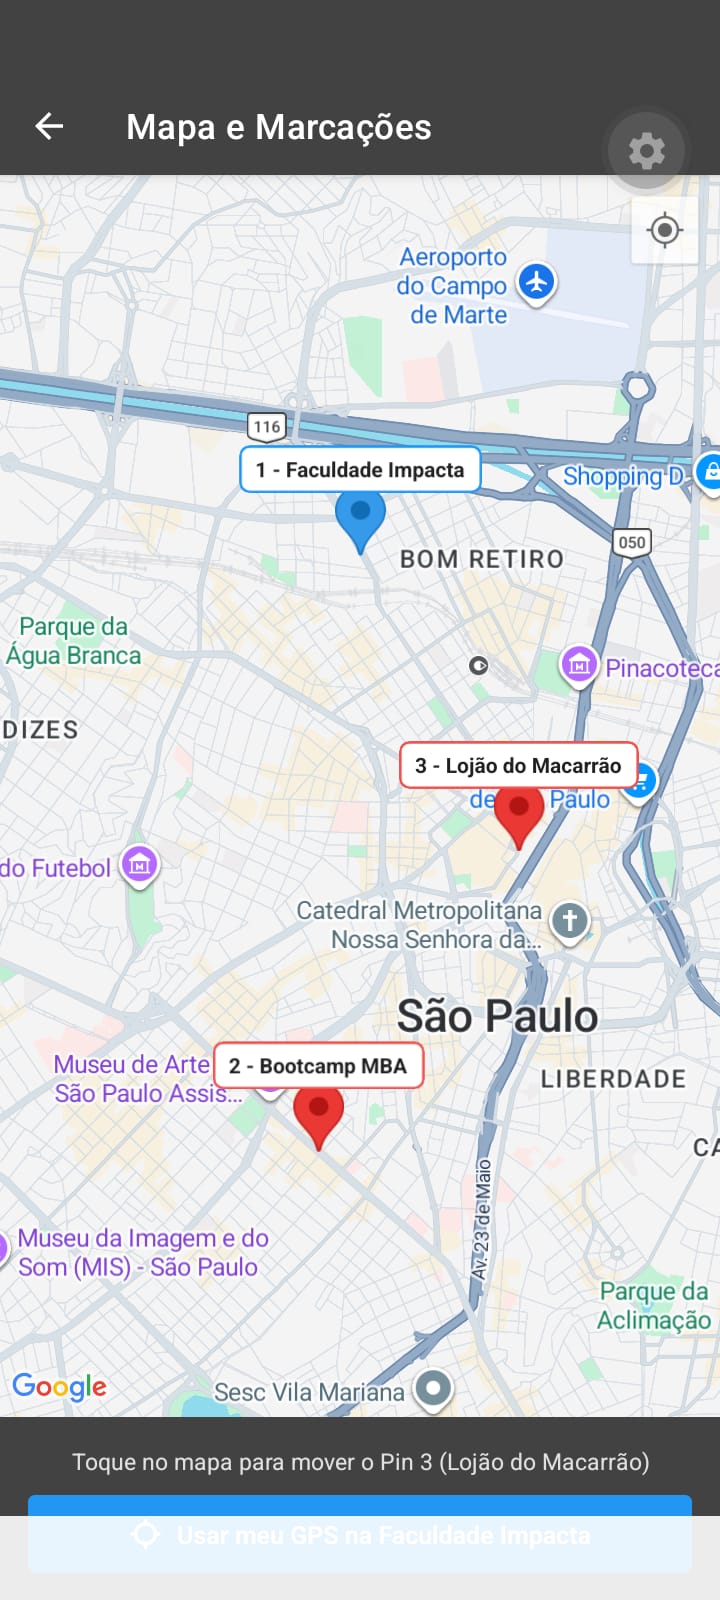 Mapa e Marcações
Aeroporto
do Campo
de Marte
116
1 - Faculdade Impacta
Shopping D
050
BOM RETIRO
Parque da
Água Branca
Pinacoteca
DIZES
3 - Lojão do Macarrão
de
Paulo
do Futebol
Catedral Metropolitana
Nossa Senhora da...
São Paulo
Museu de Arte
São Paulo Assis...
2 - Bootcamp MBA
LIBERDADE
CA
Av. 23 de Maio
Museu da Imagem e do
Som (MIS) - São Paulo
Parque da
Aclimação
Google
Sesc Vila Mariana
Toque no mapa para mover o Pin 3 (Lojão do Macarrão)
Usar meu GPS na Faculdade Impacta